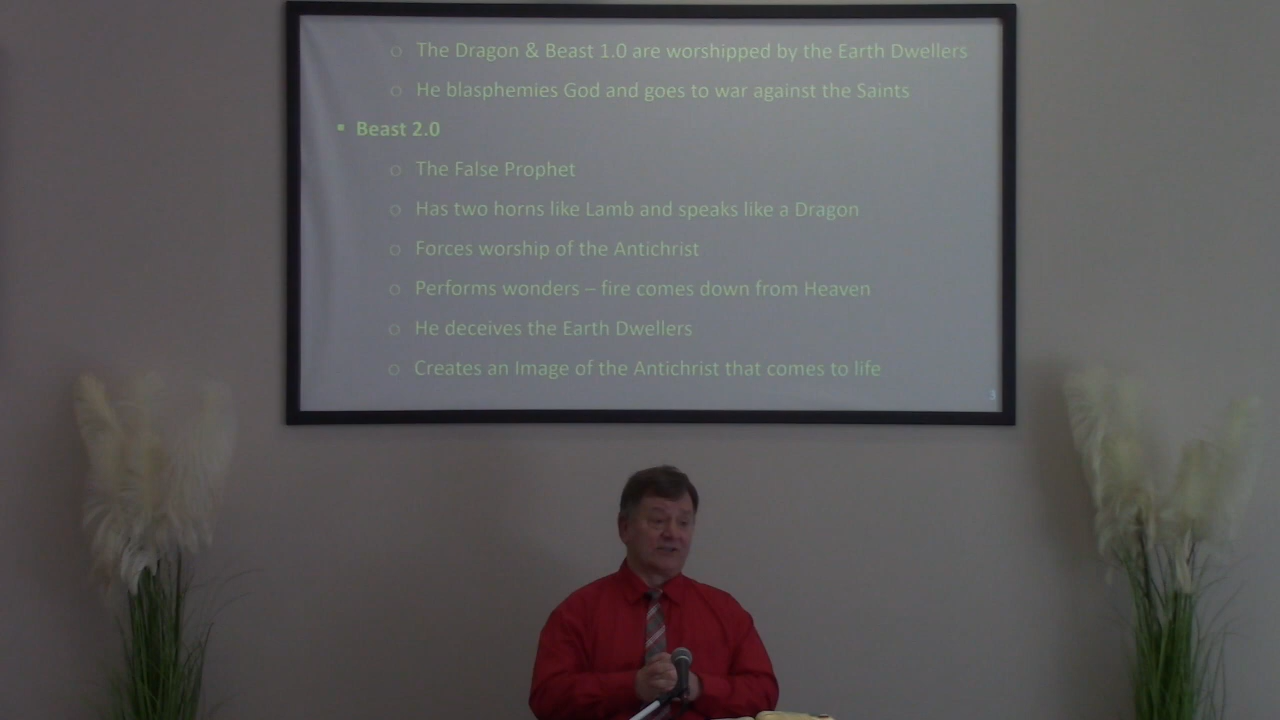 o The Dragon & Beast 1.0 are worshipped by the Earth Dwellers
o He blasphemies God and goes to war against the Saints
▪ Beast 2.0
o The False Prophet
o Has two horns like Lamb and speaks like a Dragon
o Forces worship of the Antichrist
o Performs wonders – fire comes down from Heaven
o He deceives the Earth Dwellers
o Creates an Image of the Antichrist that comes to life
3